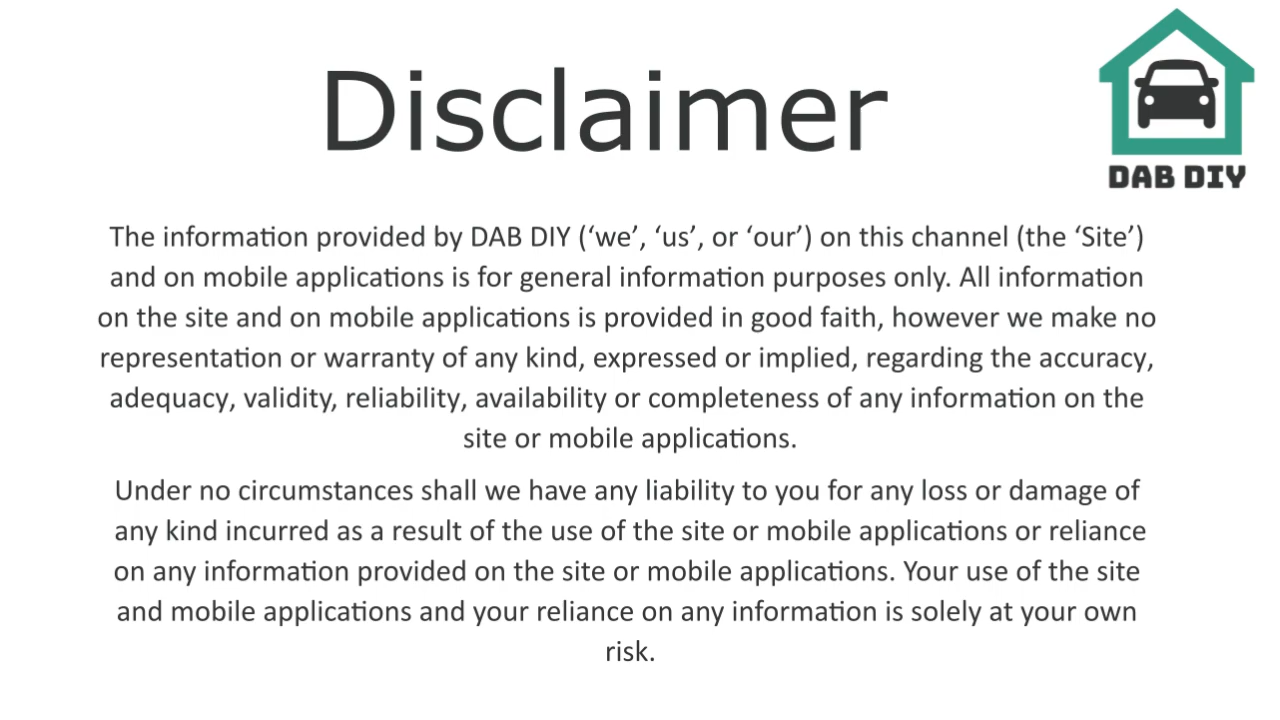 Disclaimer
DAB DIY
The information provided by DAB DIY (‘we’, ‘us’, or ‘our’) on this channel (the ‘Site’)
and on mobile applications is for general information purposes only. All information
on the site and on mobile applications is provided in good faith, however we make no
representation or warranty of any kind, expressed or implied, regarding the accuracy,
adequacy, validity, reliability, availability or completeness of any information on the
site or mobile applications.
Under no circumstances shall we have any liability to you for any loss or damage of
any kind incurred as a result of the use of the site or mobile applications or reliance
on any information provided on the site or mobile applications. Your use of the site
and mobile applications and your reliance on any information is solely at your own
risk.